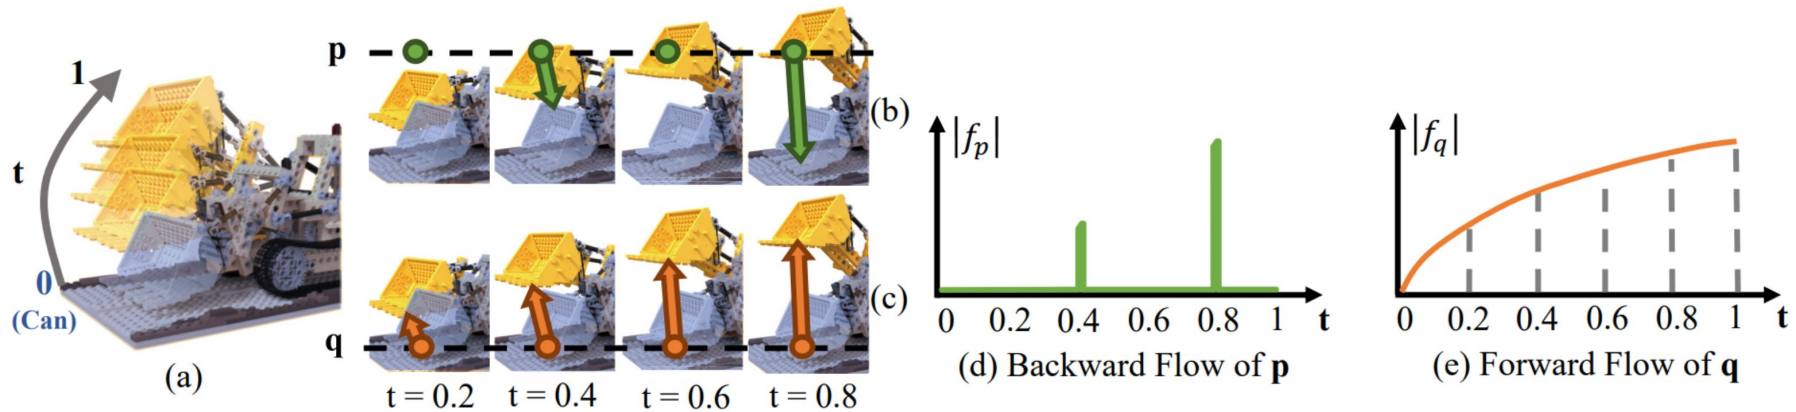 1
t
0
(Can)
(a)
p
(b)
q
(c)
t = 0.2
t = 0.4
t = 0.6
t = 0.8
|fₚ|
0 0.2 0.4 0.6 0.8 1 t
(d) Backward Flow of p
|f_q|
0 0.2 0.4 0.6 0.8 1 t
(e) Forward Flow of q